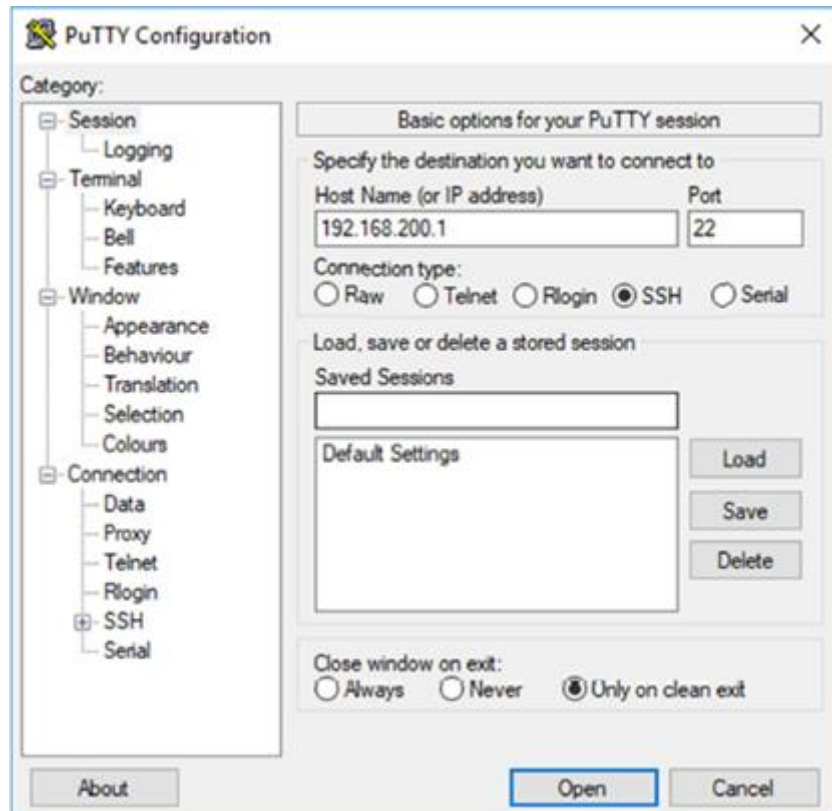 PuTTY Configuration
Category:
Session
Logging
Terminal
Keyboard
Bell
Features
Window
Appearance
Behaviour
Translation
Selection
Colours
Connection
Data
Proxy
Telnet
Rlogin
SSH
Serial
Basic options for your PuTTY session
Specify the destination you want to connect to
Host Name (or IP address) Port
192.168.200.1 22
Connection type:
Raw Telnet Rlogin SSH Serial
Load, save or delete a stored session
Saved Sessions
Default Settings
Load
Save
Delete
Close window on exit:
Always Never Only on clean exit
About Open Cancel